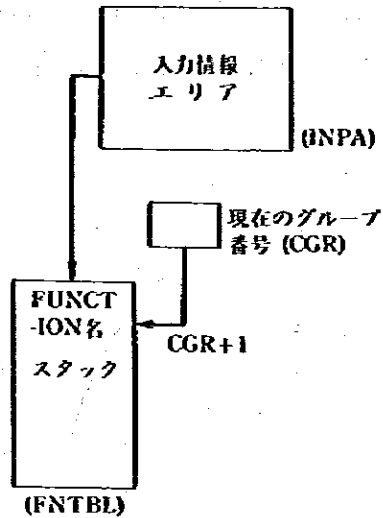 入力情報
エリア
(INPA)
現在のグループ
番号 (CGR)
FUNCT
-ION名
スタック
CGR+1
(FNTBL)